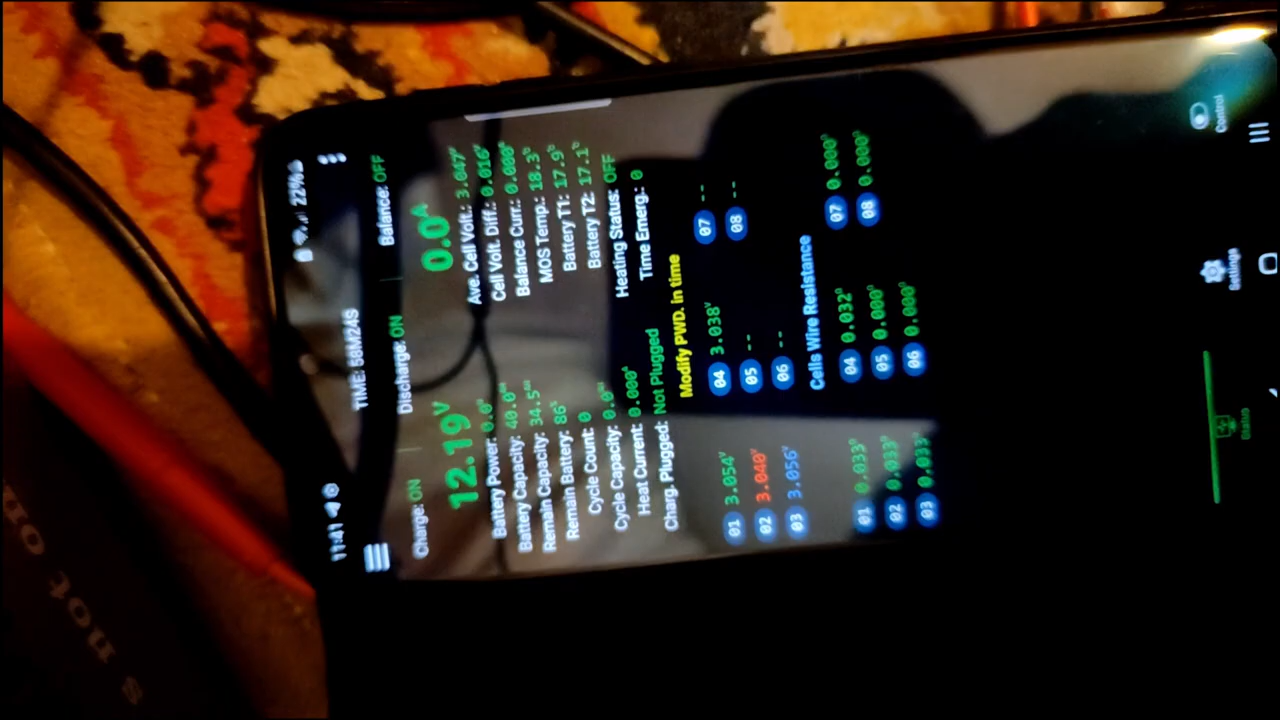 11:41
22%
TIME: 58M24S
Charge: ON
Discharge: ON
Balance: OFF
12.19V
0.0A
Battery Power: 0.0W
Ave. Cell Volt.: 3.047V
Battery Capacity: 40.0AH
Cell Volt. Diff.: 0.016V
Remain Capacity: 34.5AH
Balance Curr.: 0.000A
Remain Battery: 86%
MOS Temp.: 18.3
Cycle Count: 0
Battery T1: 17.9
Cycle Capacity: 0.0AH
Battery T2: 17.1
Heat Current: 0.000A
Heating Status: OFF
Charg. Plugged: Not Plugged
Time Emerg.: 0
Modify PWD. in time
01 3.054V
04 3.038V
07 --
02 3.040V
05 --
08 --
03 3.056V
06 --
Cells Wire Resistance
01 0.033Ω
04 0.032Ω
07 0.000Ω
02 0.033Ω
05 0.000Ω
08 0.000Ω
03 0.033Ω
06 0.000Ω
Status
Settings
Control
s not